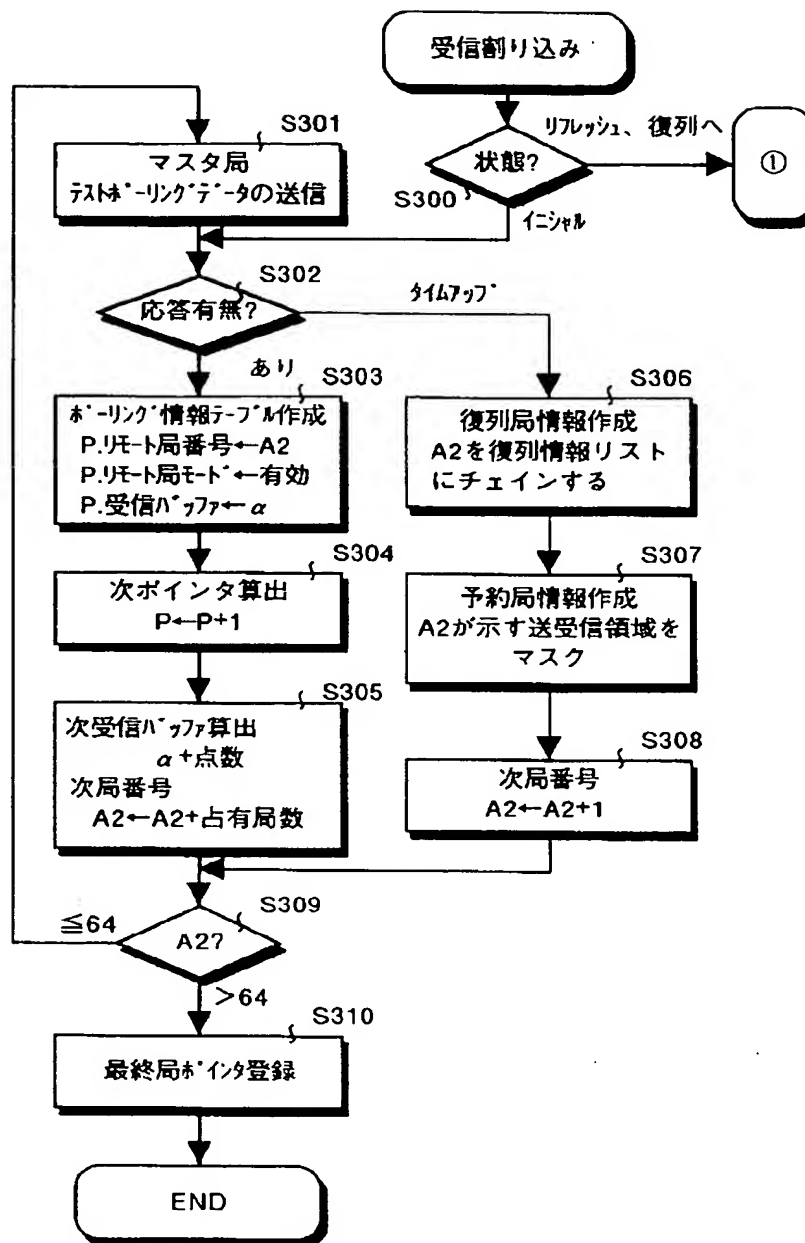 受信割り込み
S301
マスタ局
ﾃｽﾄﾎﾟｰﾘﾝｸﾞﾃﾞｰﾀの送信
状態?
S300
ﾘﾌﾚｯｼｭ、復列へ
①
ｲﾆｼｬﾙ
S302
応答有無?
ﾀｲﾑｱｯﾌﾟ
あり
S303
ﾎﾟｰﾘﾝｸﾞ情報ﾃｰﾌﾞﾙ作成
P.ﾘﾓｰﾄ局番号←A2
P.ﾘﾓｰﾄ局ﾓｰﾄﾞ←有効
P.受信ﾊﾞｯﾌｧ←α
S306
復列局情報作成
A2を復列情報リスト
にチェインする
S304
次ポインタ算出
P←P+1
S307
予約局情報作成
A2が示す送受信領域を
マスク
S305
次受信ﾊﾞｯﾌｧ算出
α+点数
次局番号
A2←A2+占有局数
S308
次局番号
A2←A2+1
S309
A2?
≦64
>64
S310
最終局ﾎﾟｲﾝﾀ登録
END